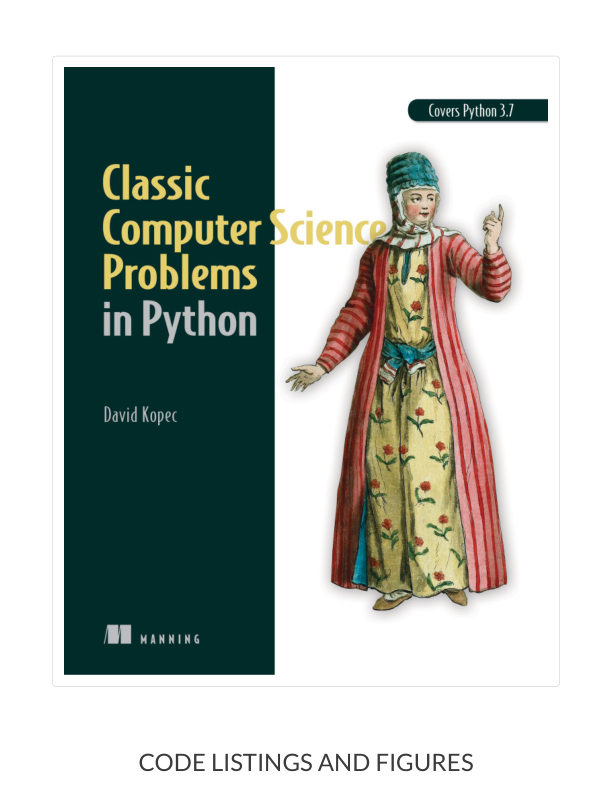 Covers Python 3.7
Classic
Computer Science
Problems
in Python
David Kopec
MANNING
CODE LISTINGS AND FIGURES